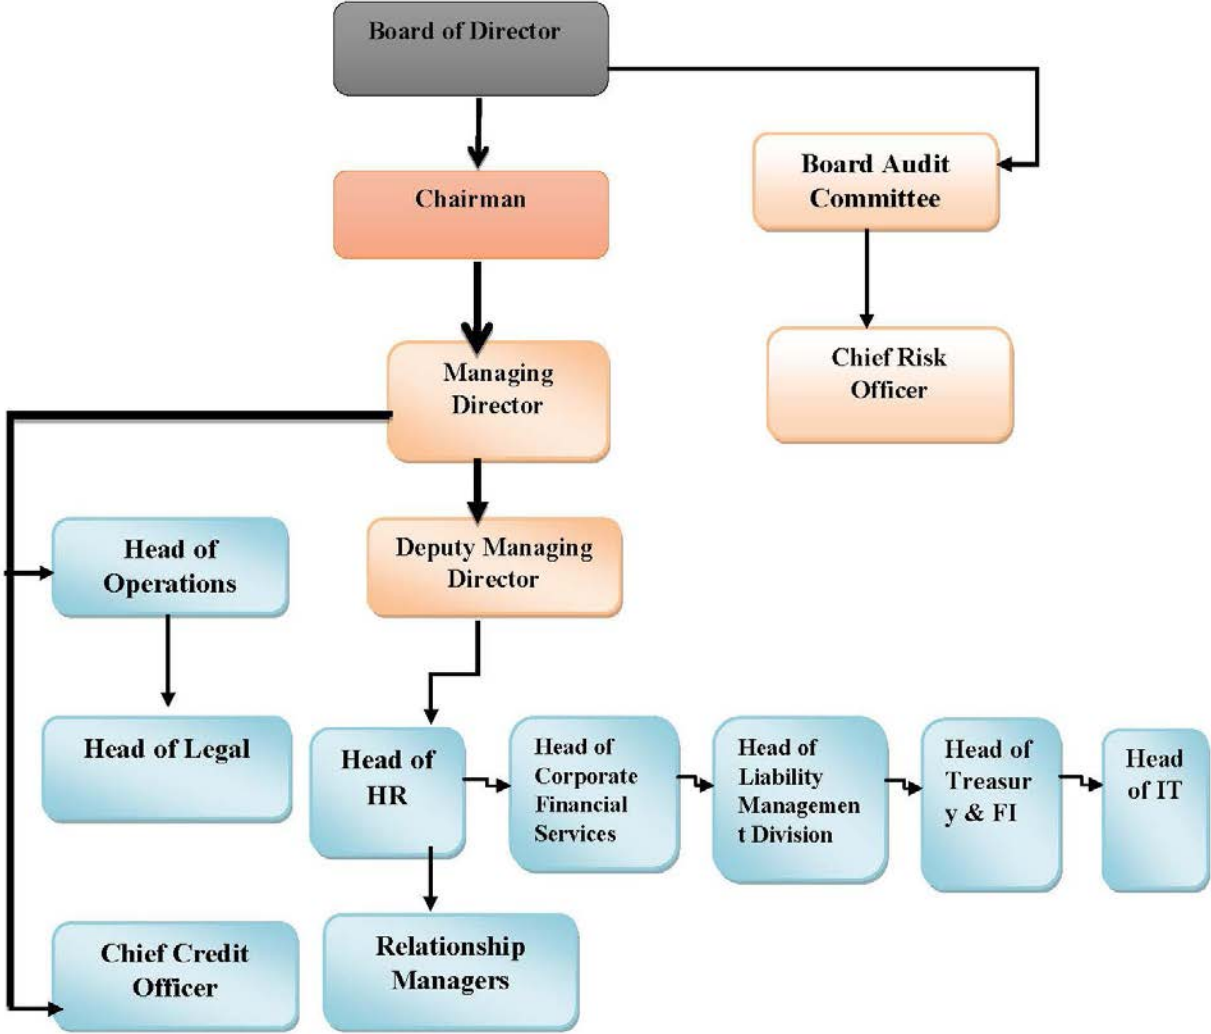 Board of Director
Chairman
Board Audit
Committee
Managing
Director
Chief Risk
Officer
Head of
Operations
Deputy Managing
Director
Head of Legal
Head of
HR
Head of
Corporate
Financial
Services
Head of
Liability
Managemen
t Division
Head of
Treasur
y & FI
Head
of IT
Chief Credit
Officer
Relationship
Managers